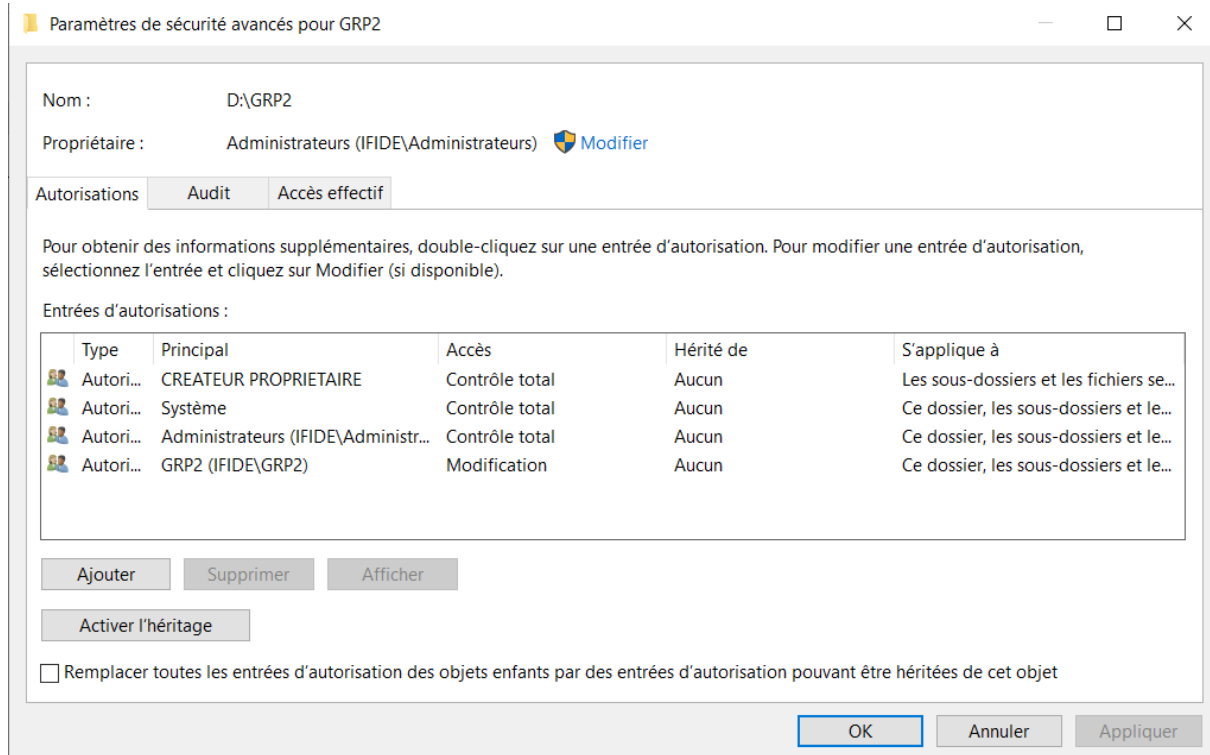 Paramètres de sécurité avancés pour GRP2
Nom : D:\GRP2
Propriétaire : Administrateurs (IFIDE\Administrateurs) Modifier
Autorisations Audit Accès effectif
Pour obtenir des informations supplémentaires, double-cliquez sur une entrée d'autorisation. Pour modifier une entrée d'autorisation,
sélectionnez l'entrée et cliquez sur Modifier (si disponible).
Entrées d'autorisations :
Type Principal Accès Hérité de S'applique à
Autori... CREATEUR PROPRIETAIRE Contrôle total Aucun Les sous-dossiers et les fichiers se...
Autori... Système Contrôle total Aucun Ce dossier, les sous-dossiers et le...
Autori... Administrateurs (IFIDE\Administr... Contrôle total Aucun Ce dossier, les sous-dossiers et le...
Autori... GRP2 (IFIDE\GRP2) Modification Aucun Ce dossier, les sous-dossiers et le...
Ajouter Supprimer Afficher
Activer l'héritage
Remplacer toutes les entrées d'autorisation des objets enfants par des entrées d'autorisation pouvant être héritées de cet objet
OK Annuler Appliquer